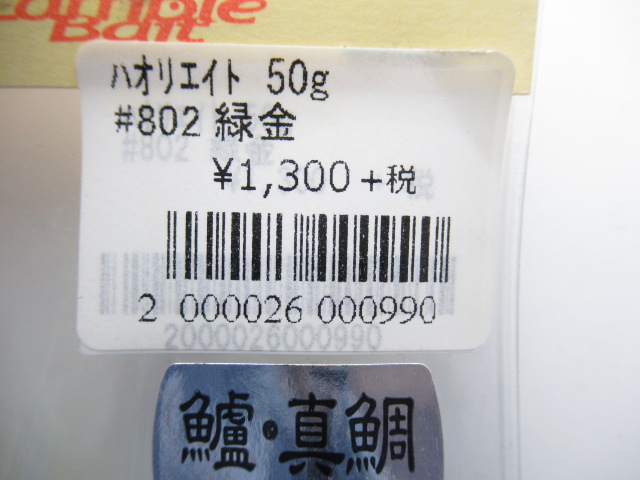 Bait
ﾊオリエイト 50g
#802 緑金
¥1,300 +税
2 000026 000990
鱸・真鯛